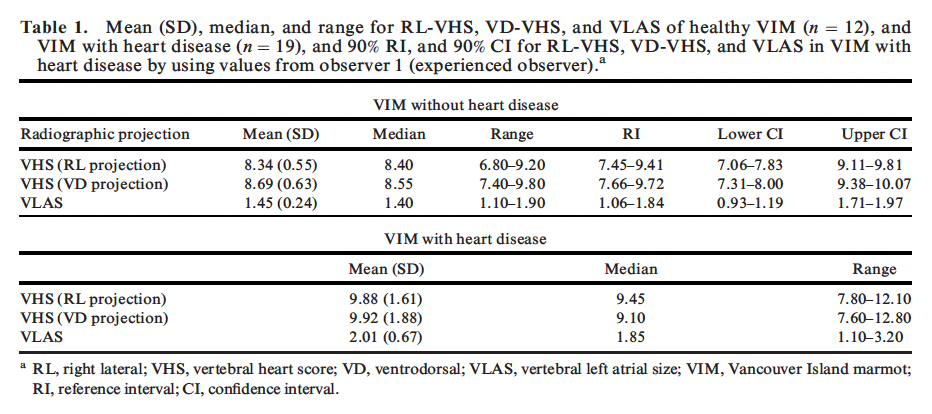 Table 1. Mean (SD), median, and range for RL-VHS, VD-VHS, and VLAS of healthy VIM (n = 12), and
VIM with heart disease (n = 19), and 90% RI, and 90% CI for RL-VHS, VD-VHS, and VLAS in VIM with
heart disease by using values from observer 1 (experienced observer).a
VIM without heart disease
Radiographic projection Mean (SD) Median Range RI Lower CI Upper CI
VHS (RL projection) 8.34 (0.55) 8.40 6.80–9.20 7.45–9.41 7.06–7.83 9.11–9.81
VHS (VD projection) 8.69 (0.63) 8.55 7.40–9.80 7.66–9.72 7.31–8.00 9.38–10.07
VLAS 1.45 (0.24) 1.40 1.10–1.90 1.06–1.84 0.93–1.19 1.71–1.97
VIM with heart disease
Mean (SD) Median Range
VHS (RL projection) 9.88 (1.61) 9.45 7.80–12.10
VHS (VD projection) 9.92 (1.88) 9.10 7.60–12.80
VLAS 2.01 (0.67) 1.85 1.10–3.20
a RL, right lateral; VHS, vertebral heart score; VD, ventrodorsal; VLAS, vertebral left atrial size; VIM, Vancouver Island marmot;
RI, reference interval; CI, confidence interval.